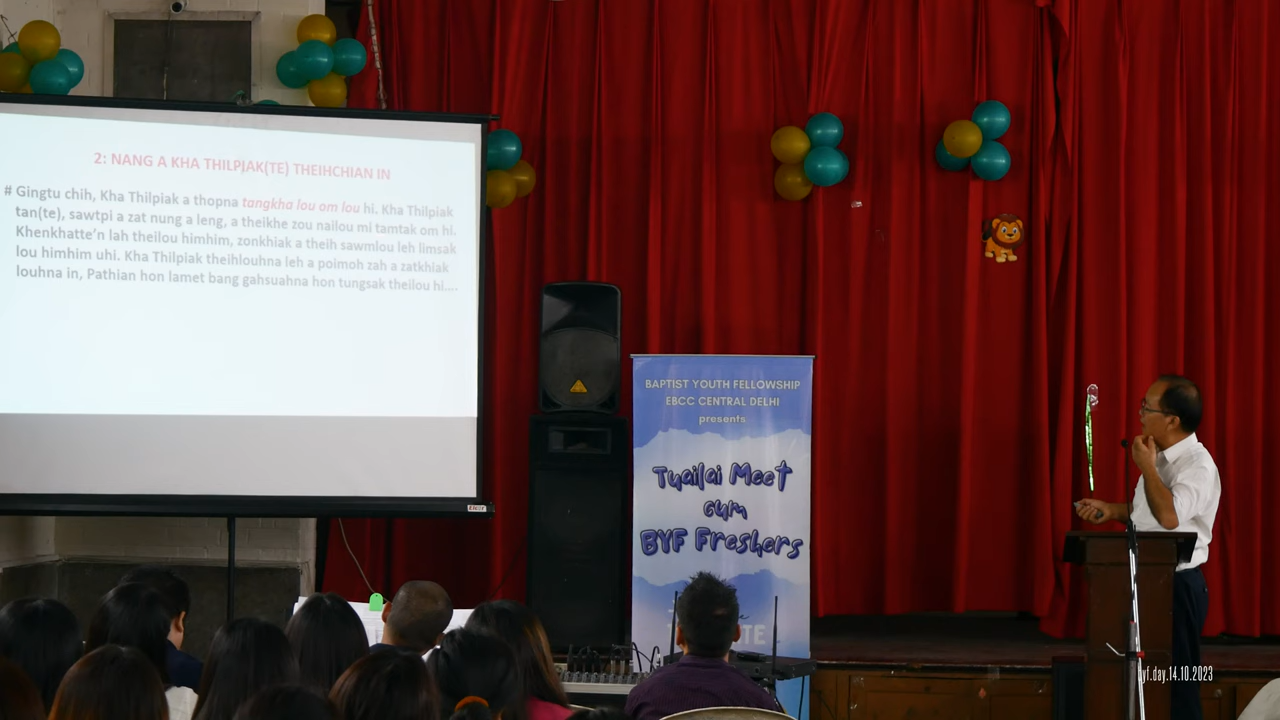 2: NANG A KHA THILPIAK(TE) THEIHCHIAN IN
# Gingtu chih, Kha Thilpiak a thopna tangkha lou om lou hi. Kha Thilpiak
tan(te), sawtpi a zat nung a leng, a theikhe zou nailou mi tamtak om hi.
Khenkhatte'n lah theilou himhim, zonkhiak a theih sawmlou leh limsak
lou himhim uhi. Kha Thilpiak theihlouhna leh a poimoh zah a zatkhiak
louhna in, Pathian hon lamet bang gahsuahna hon tungsak theilou hi....
BAPTIST YOUTH FELLOWSHIP
EBCC CENTRAL DELHI
presents
Tuailai Meet
cum
BYF Freshers
byf.day.14.10.2023